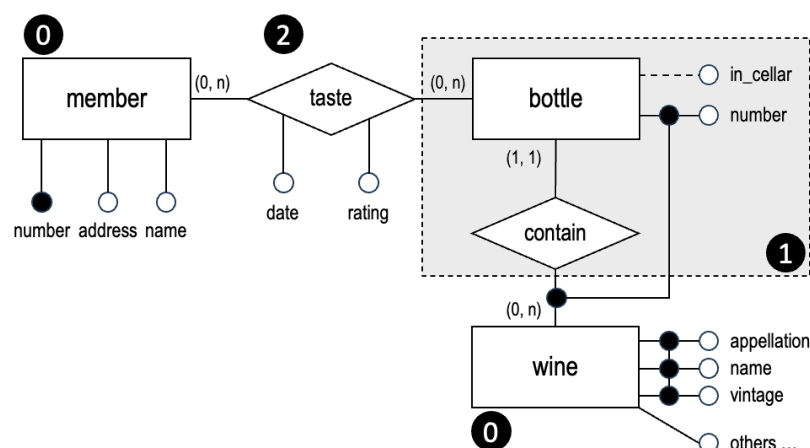 0
2
member
(0, n)
taste
(0, n)
bottle
in_cellar
number
(1, 1)
number address name
date
rating
contain
1
(0, n)
wine
appellation
name
vintage
0
others ...